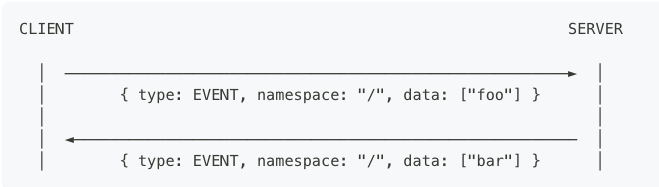 CLIENT SERVER
{ type: EVENT, namespace: "/", data: ["foo"] }
{ type: EVENT, namespace: "/", data: ["bar"] }